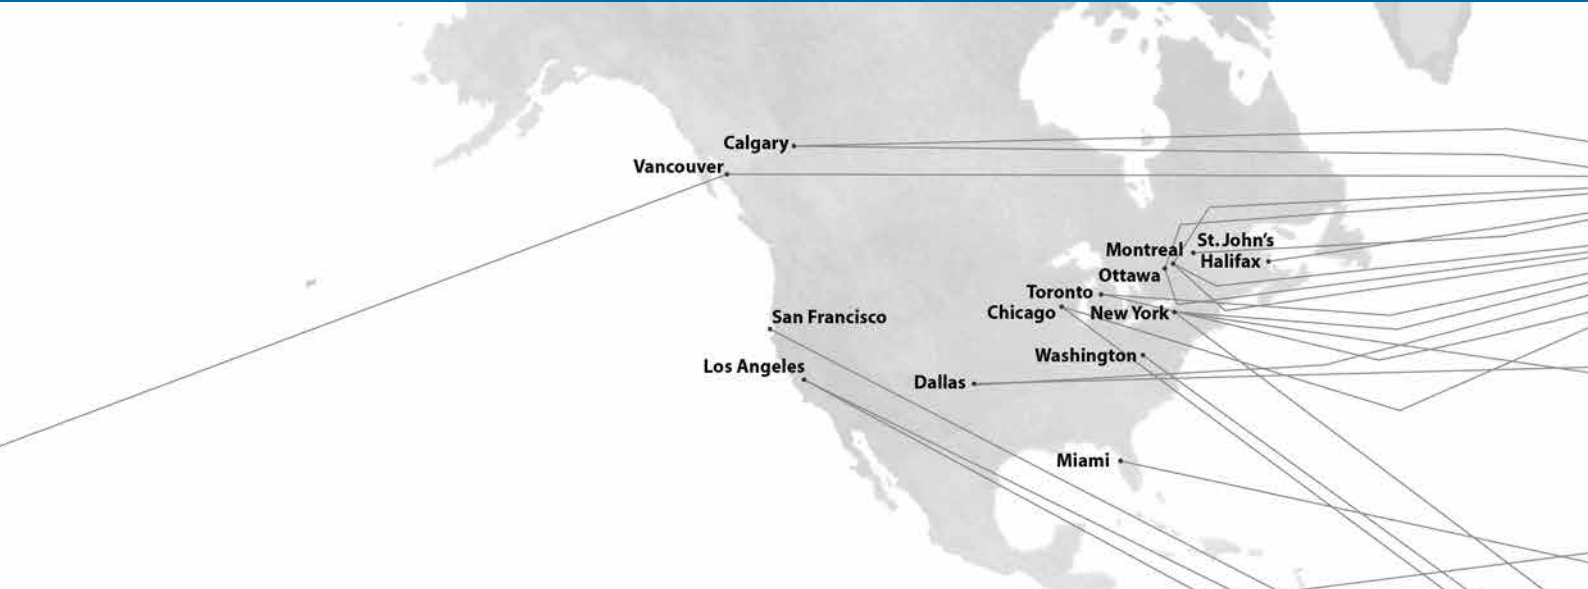 Calgary
Vancouver
Montreal
St. John's
Halifax
Ottawa
Toronto
Chicago
New York
San Francisco
Washington
Los Angeles
Dallas
Miami